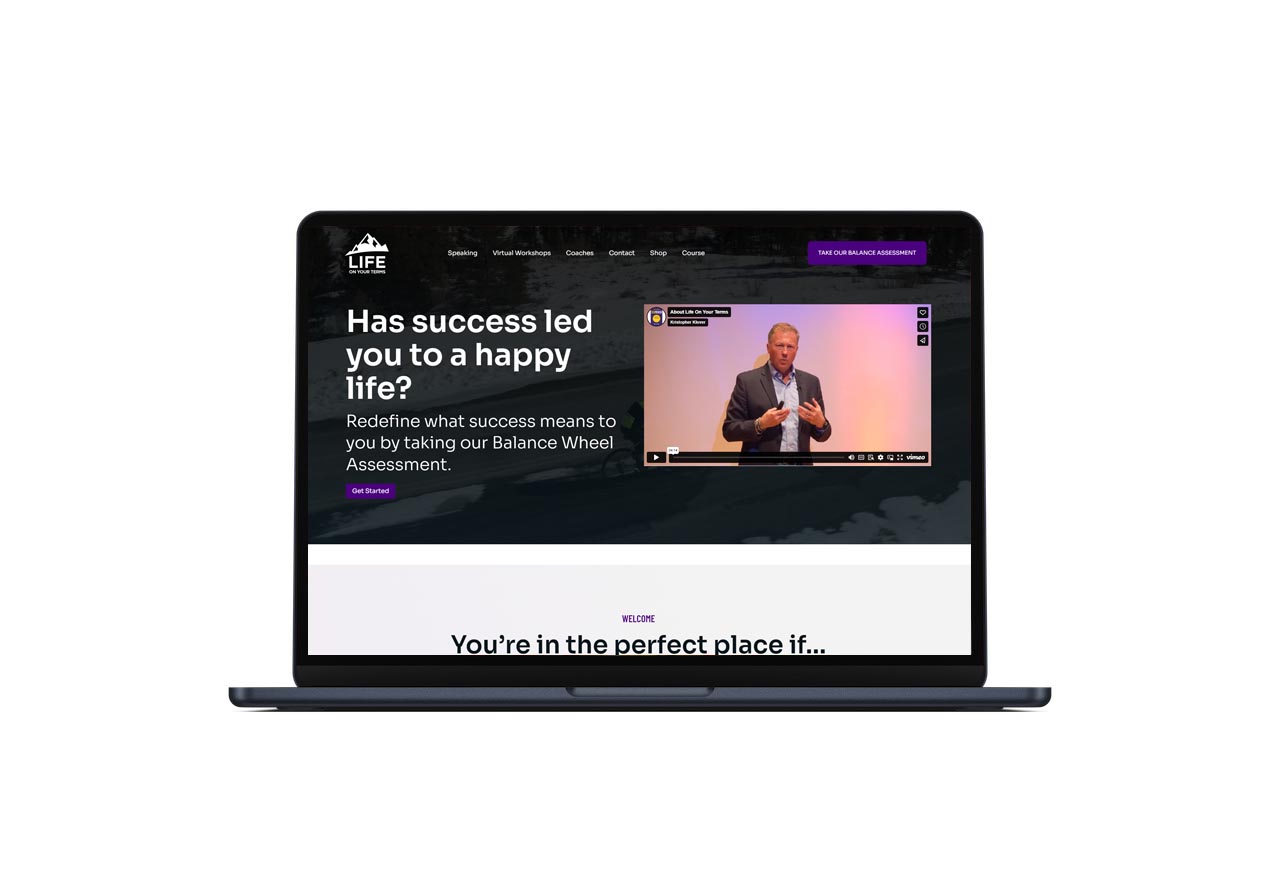 LIFE
ON YOUR TERMS
Speaking
Virtual Workshops
Coaches
Contact
Shop
Course
TAKE OUR BALANCE ASSESSMENT
Has success led
you to a happy
life?
Redefine what success means to
you by taking our Balance Wheel
Assessment.
Get Started
About Life On Your Terms
Kristopher Kluver
vimeo
WELCOME
You’re in the perfect place if...